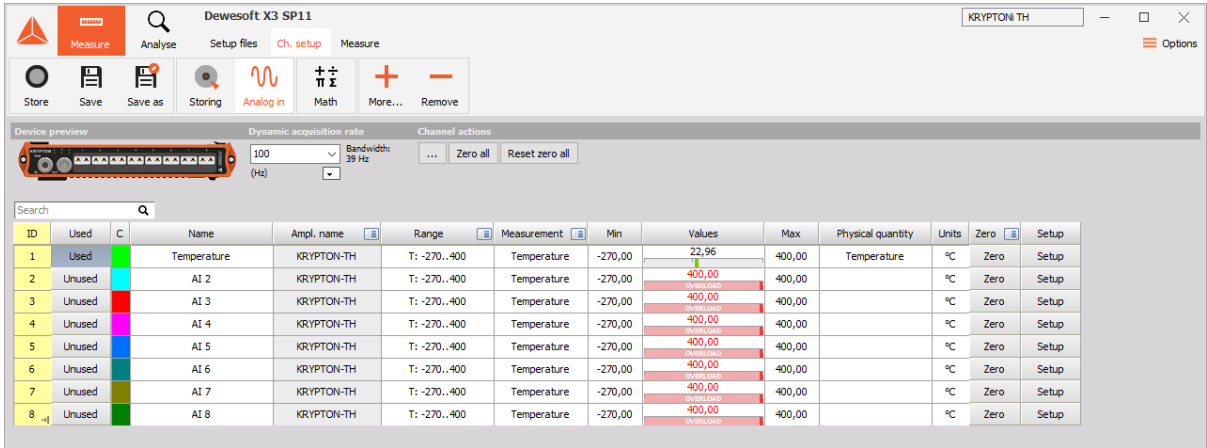 Dewesoft X3 SP11
KRYPTONi TH
Measure
Analyse
Setup files Ch. setup Measure
Options
Store Save Save as Storing Analog in Math More... Remove
Device preview Dynamic acquisition rate Channel actions
KRYPTON
100 Bandwidth: 39 Hz ... Zero all Reset zero all
(Hz)
Search
ID Used C Name Ampl. name Range Measurement Min Values Max Physical quantity Units Zero Setup
1 Used Temperature KRYPTON-TH T: -270..400 Temperature -270,00 22,96 400,00 Temperature °C Zero Setup
2 Unused AI 2 KRYPTON-TH T: -270..400 Temperature -270,00 400,00 OVERLOAD 400,00 °C Zero Setup
3 Unused AI 3 KRYPTON-TH T: -270..400 Temperature -270,00 400,00 OVERLOAD 400,00 °C Zero Setup
4 Unused AI 4 KRYPTON-TH T: -270..400 Temperature -270,00 400,00 OVERLOAD 400,00 °C Zero Setup
5 Unused AI 5 KRYPTON-TH T: -270..400 Temperature -270,00 400,00 OVERLOAD 400,00 °C Zero Setup
6 Unused AI 6 KRYPTON-TH T: -270..400 Temperature -270,00 400,00 OVERLOAD 400,00 °C Zero Setup
7 Unused AI 7 KRYPTON-TH T: -270..400 Temperature -270,00 400,00 OVERLOAD 400,00 °C Zero Setup
8 Unused AI 8 KRYPTON-TH T: -270..400 Temperature -270,00 400,00 OVERLOAD 400,00 °C Zero Setup